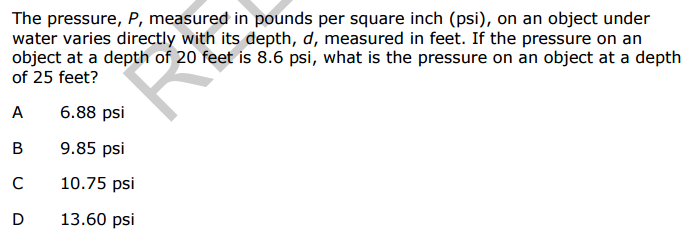 The pressure, P, measured in pounds per square inch (psi), on an object under
water varies directly with its depth, d, measured in feet. If the pressure on an
object at a depth of 20 feet is 8.6 psi, what is the pressure on an object at a depth
of 25 feet?
A 6.88 psi
B 9.85 psi
C 10.75 psi
D 13.60 psi